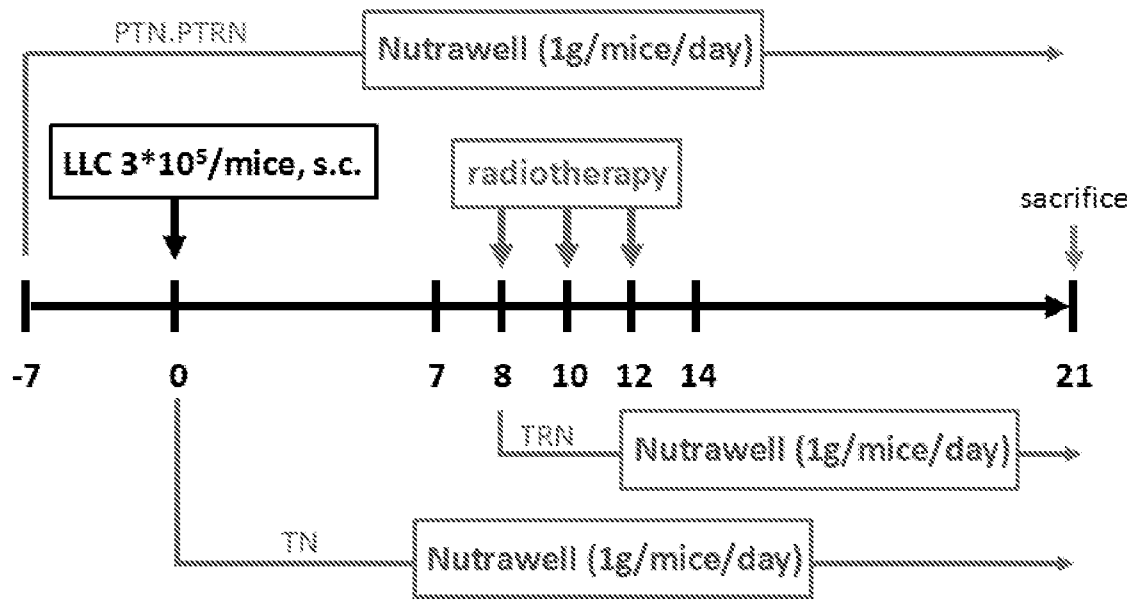 PTN.PTRN
Nutrawell (1g/mice/day)
LLC 3*10⁵/mice, s.c.
radiotherapy
sacrifice
-7 0 7 8 10 12 14 21
TRN
Nutrawell (1g/mice/day)
TN
Nutrawell (1g/mice/day)